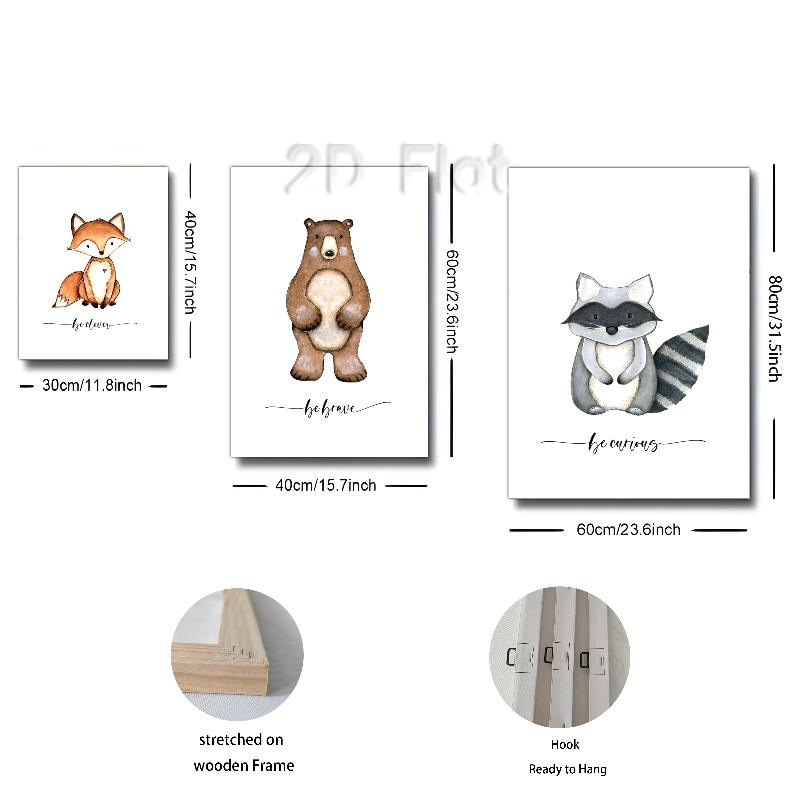 2D Flat
be clever
be brave
be curious
40cm/15.7inch
60cm/23.6inch
80cm/31.5inch
30cm/11.8inch
40cm/15.7inch
60cm/23.6inch
stretched on
wooden Frame
Hook
Ready to Hang